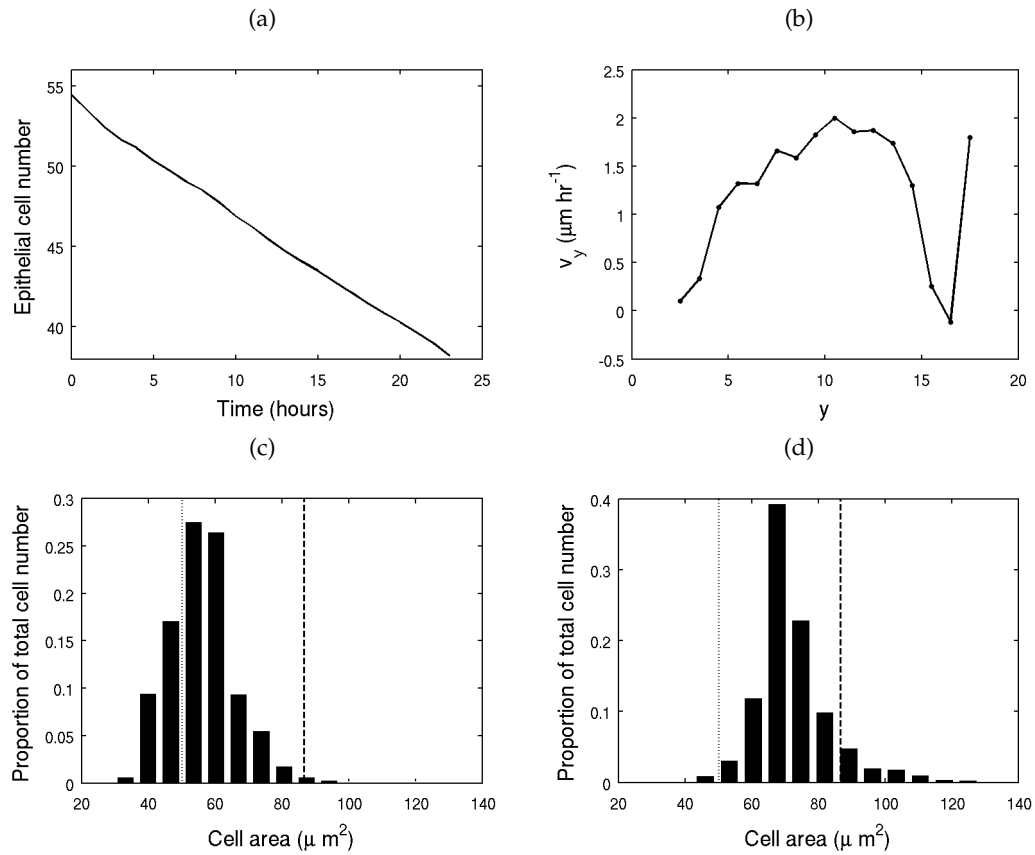 (a)
55
50
45
40
0 5 10 15 20 25
Epithelial cell number
Time (hours)
(b)
2.5
2
1.5
1
0.5
0
-0.5
0 5 10 15 20
v_y (μm hr⁻¹)
y
(c)
0.3
0.25
0.2
0.15
0.1
0.05
0
20 40 60 80 100 120 140
Proportion of total cell number
Cell area (μ m²)
(d)
0.4
0.3
0.2
0.1
0
20 40 60 80 100 120 140
Proportion of total cell number
Cell area (μ m²)